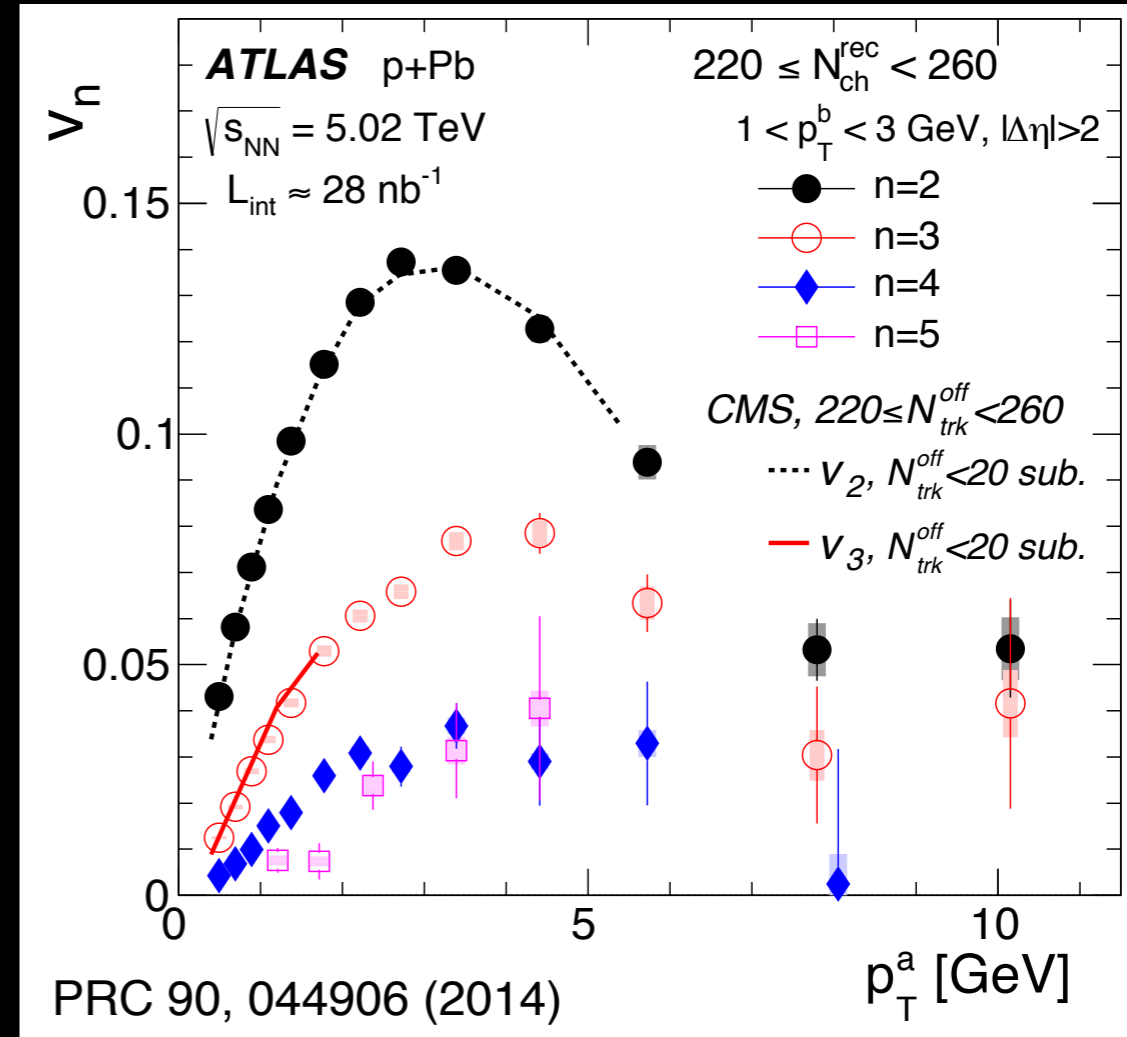 ATLAS p+Pb
√s_NN = 5.02 TeV
L_int ≈ 28 nb⁻¹
220 ≤ N_ch^rec < 260
1 < p_T^b < 3 GeV, |Δη|>2
n=2
n=3
n=4
n=5
CMS, 220≤N_trk^off<260
v_2, N_trk^off<20 sub.
v_3, N_trk^off<20 sub.
v_n
0.15
0.1
0.05
0
0
5
10
p_T^a [GeV]
PRC 90, 044906 (2014)